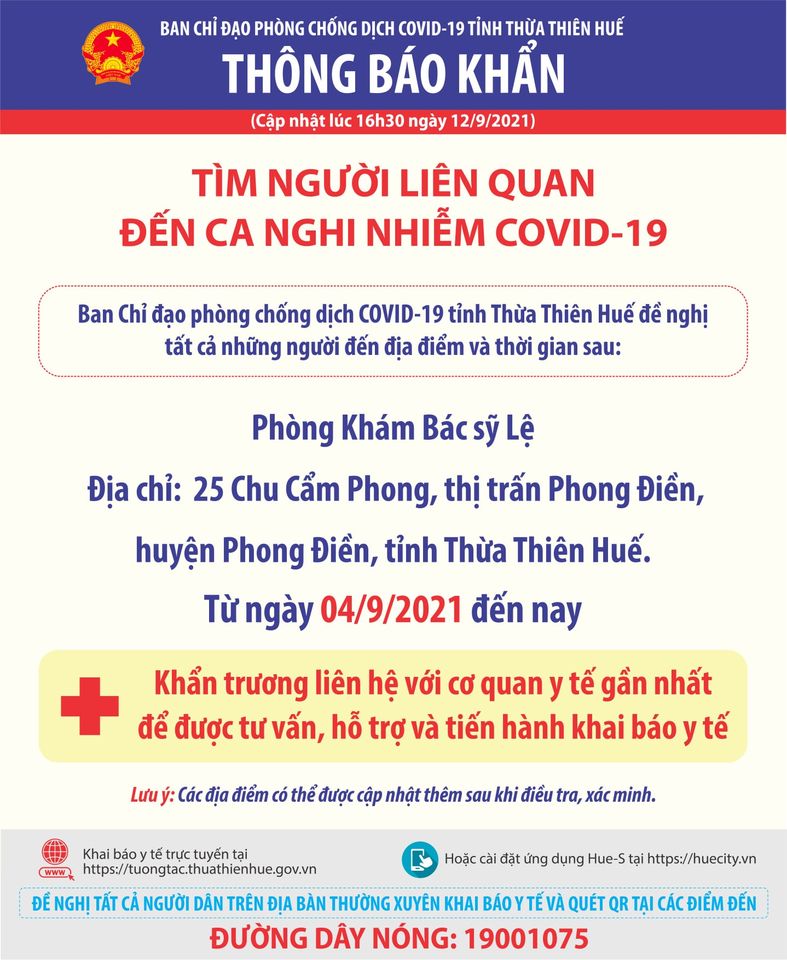 BAN CHỈ ĐẠO PHÒNG CHỐNG DỊCH COVID-19 TỈNH THỪA THIÊN HUẾ
THÔNG BÁO KHẨN
(Cập nhật lúc 16h30 ngày 12/9/2021)
TÌM NGƯỜI LIÊN QUAN
ĐẾN CA NGHI NHIỄM COVID-19
Ban Chỉ đạo phòng chống dịch COVID-19 tỉnh Thừa Thiên Huế đề nghị
tất cả những người đến địa điểm và thời gian sau:
Phòng Khám Bác sỹ Lệ
Địa chỉ: 25 Chu Cẩm Phong, thị trấn Phong Điền,
huyện Phong Điền, tỉnh Thừa Thiên Huế.
Từ ngày 04/9/2021 đến nay
Khẩn trương liên hệ với cơ quan y tế gần nhất
để được tư vấn, hỗ trợ và tiến hành khai báo y tế
Lưu ý: Các địa điểm có thể được cập nhật thêm sau khi điều tra, xác minh.
www
Khai báo y tế trực tuyến tại
https://tuongtac.thuathienhue.gov.vn
Hoặc cài đặt ứng dụng Hue-S tại https://huecity.vn
ĐỀ NGHỊ TẤT CẢ NGƯỜI DÂN TRÊN ĐỊA BÀN THƯỜNG XUYÊN KHAI BÁO Y TẾ VÀ QUÉT QR TẠI CÁC ĐIỂM ĐẾN
ĐƯỜNG DÂY NÓNG: 19001075